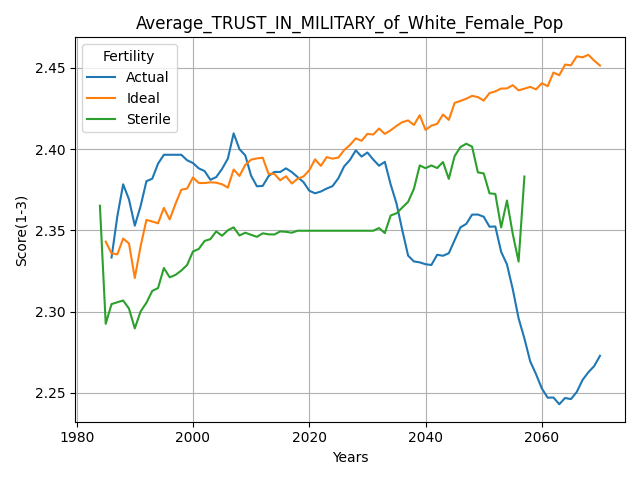 Average_TRUST_IN_MILITARY_of_White_Female_Pop
Fertility
Actual
Ideal
Sterile
Score(1-3)
2.45
2.40
2.35
2.30
2.25
1980
2000
2020
2040
2060
Years